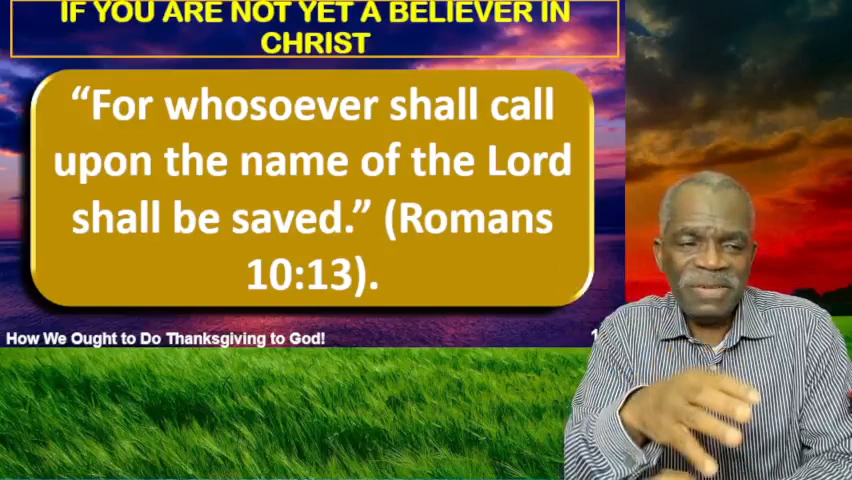 IF YOU ARE NOT YET A BELIEVER IN
CHRIST
“For whosoever shall call
upon the name of the Lord
shall be saved.” (Romans
10:13).
How We Ought to Do Thanksgiving to God!